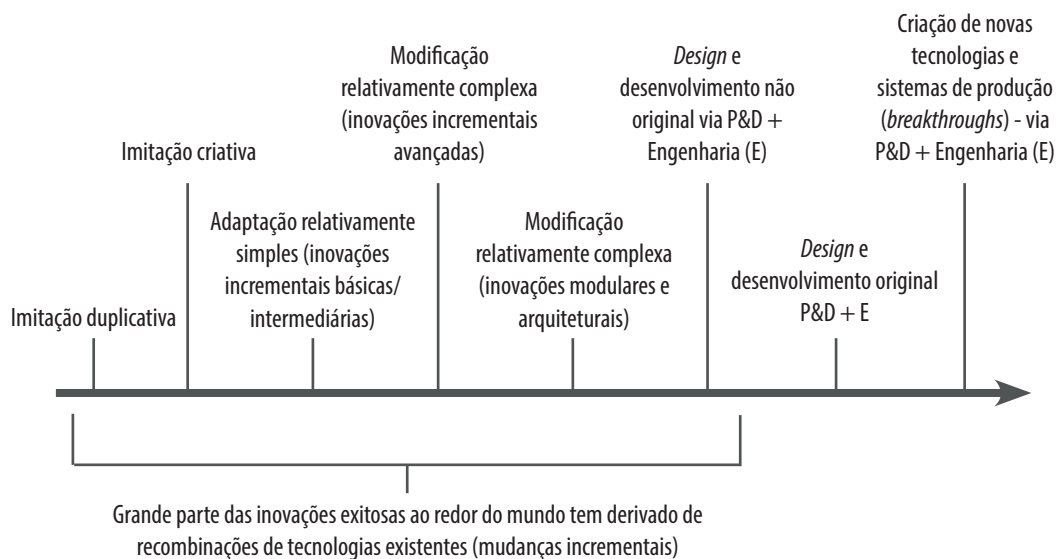 Imitação duplicativa
Imitação criativa
Adaptação relativamente
simples (inovações
incrementais básicas/
intermediárias)
Modificação
relativamente complexa
(inovações incrementais
avançadas)
Modificação
relativamente complexa
(inovações modulares e
arquiteturais)
Design e
desenvolvimento não
original via P&D +
Engenharia (E)
Design e
desenvolvimento original
P&D + E
Criação de novas
tecnologias e
sistemas de produção
(breakthroughs) - via
P&D + Engenharia (E)
Grande parte das inovações exitosas ao redor do mundo tem derivado de
recombinações de tecnologias existentes (mudanças incrementais)